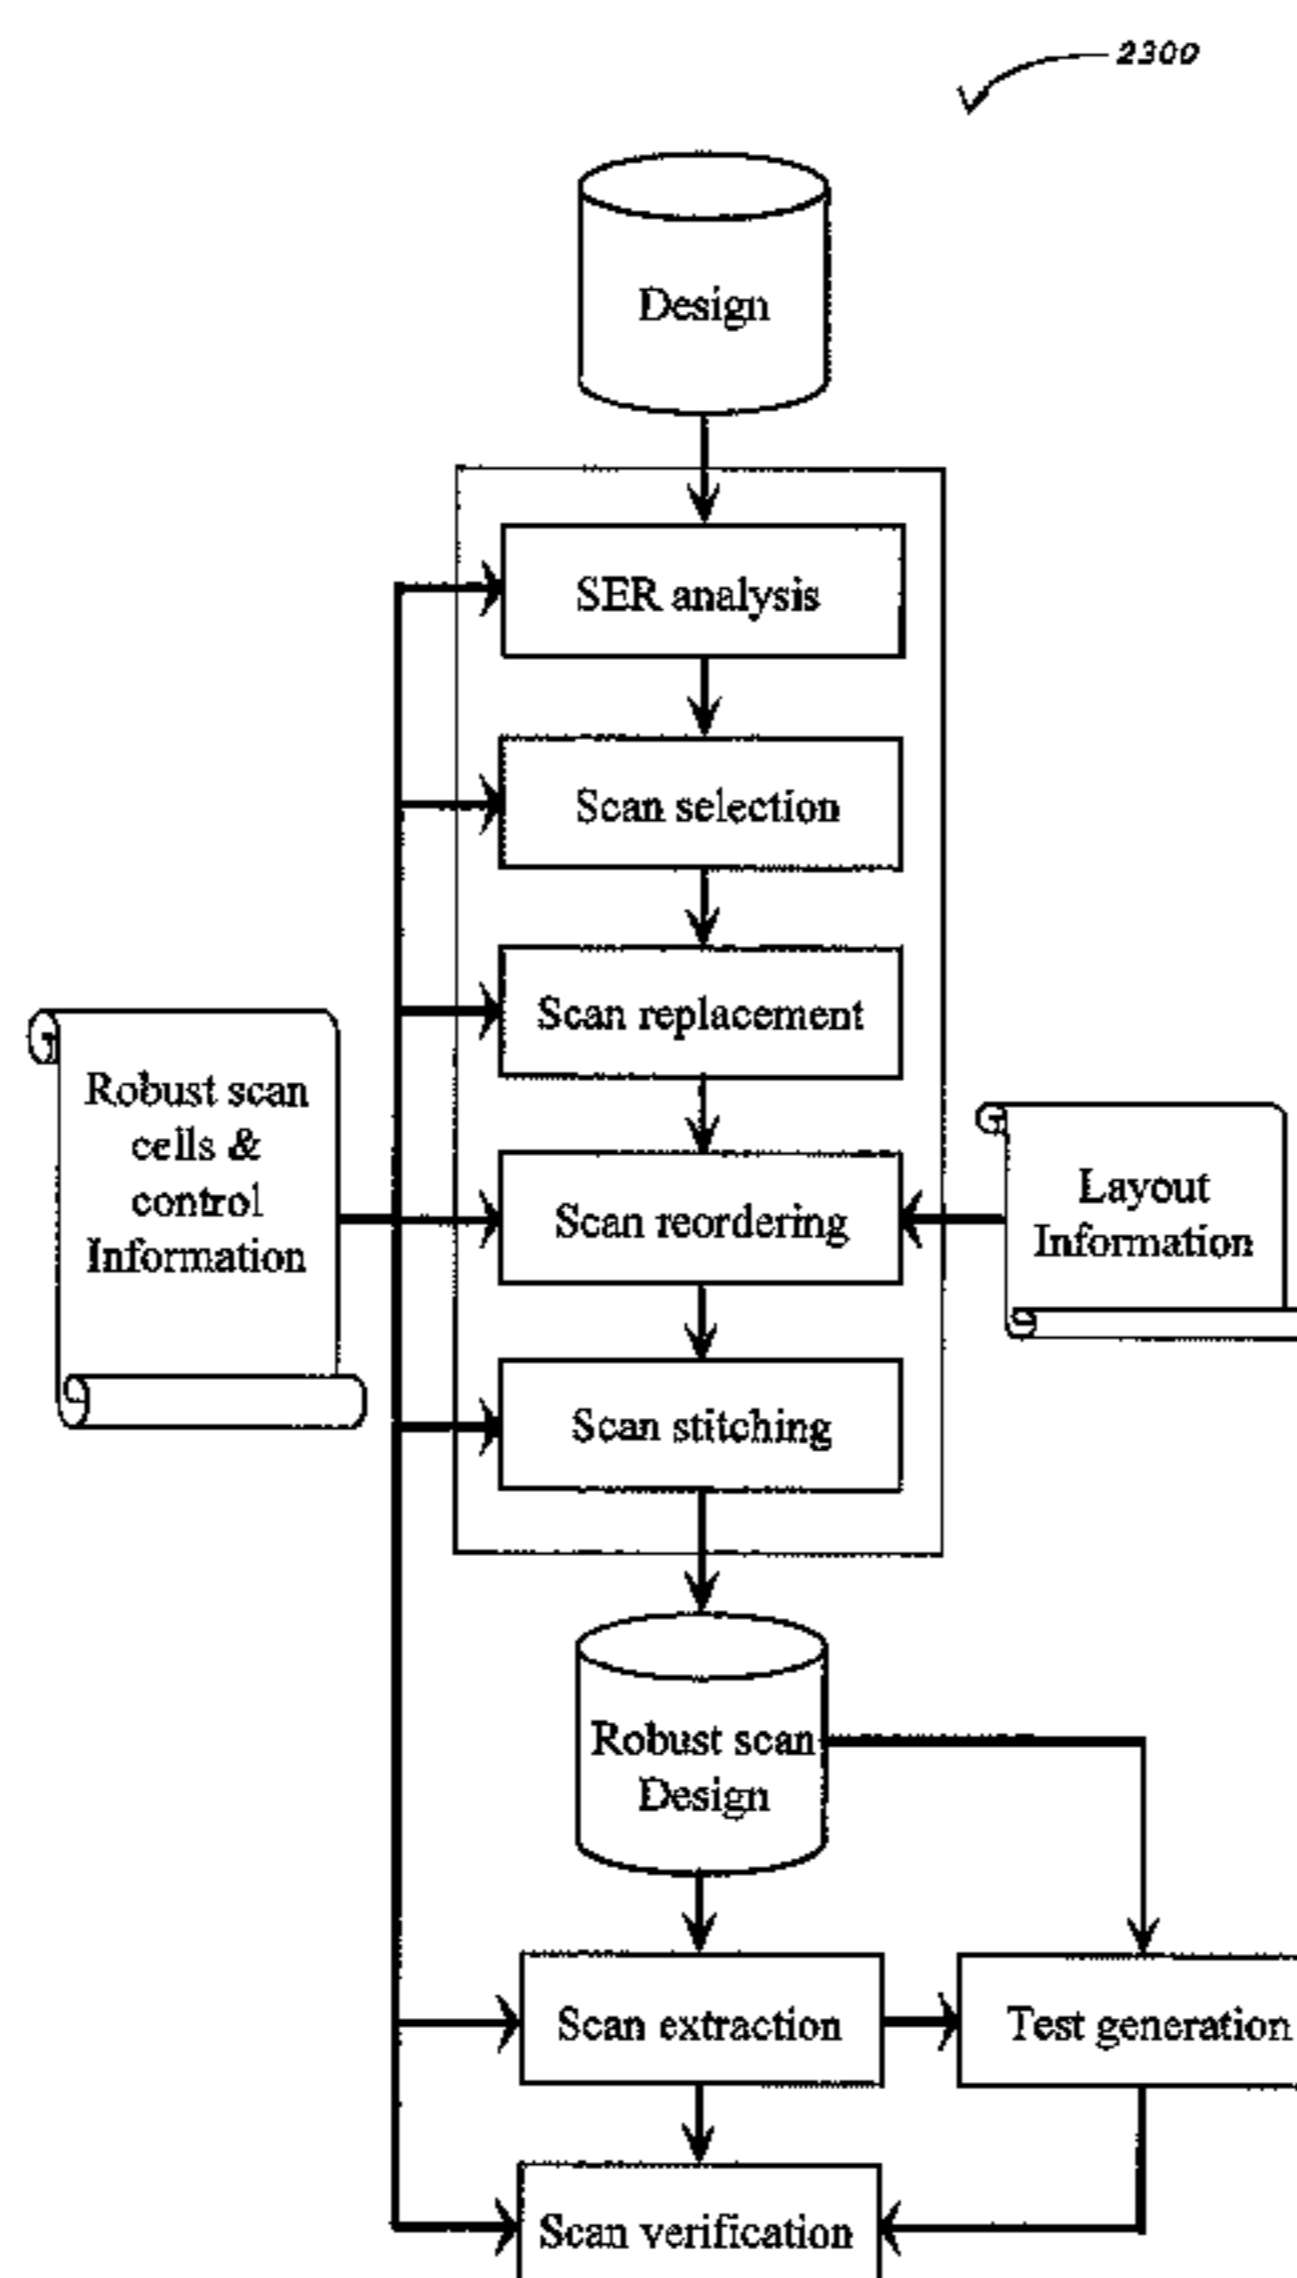 2300
Design
SER analysis
Scan selection
Scan replacement
Robust scan
cells &
control
Information
Scan reordering
Layout
Information
Scan stitching
Robust scan
Design
Scan extraction
Test generation
Scan verification